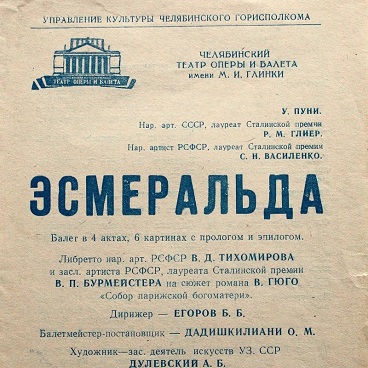 УПРАВЛЕНИЕ КУЛЬТУРЫ ЧЕЛЯБИНСКОГО ГОРИСПОЛКОМА
ЧЕЛЯБИНСКИЙ
ТЕАТР ОПЕРЫ И БАЛЕТА
ИМЕНИ М. И. ГЛИНКИ
ТЕАТР ОПЕРЫ И БАЛЕТА
У. ПУНИ.
Нар. арт. СССР, лауреат Сталинской премии
Р. М. ГЛИЕР.
Нар. артист РСФСР, лауреат Сталинской премии
С. Н. ВАСИЛЕНКО.
ЭСМЕРАЛЬДА
Балет в 4 актах, 6 картинах с прологом и эпилогом.
Либретто нар. арт. РСФСР В. Д. ТИХОМИРОВА
и засл. артиста РСФСР, лауреата Сталинской премии
В. П. БУРМЕЙСТЕРА на сюжет романа В. ГЮГО
«Собор парижской богоматери».
Дирижер — ЕГОРОВ Б. Б.
Балетмейстер-постановщик — ДАДИШКИЛИАНИ О. М.
Художник—зас. деятель искусств УЗ. ССР
ДУЛЕВСКИЙ А. Б.